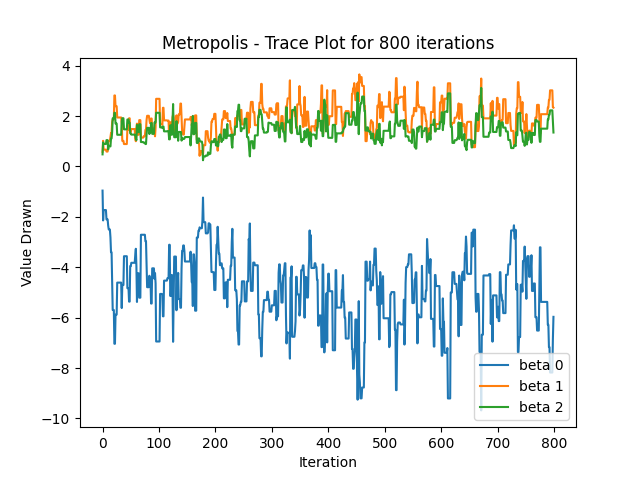 Metropolis - Trace Plot for 800 iterations
4
2
0
−2
−4
−6
−8
−10
Value Drawn
0 100 200 300 400 500 600 700 800
Iteration
beta 0
beta 1
beta 2